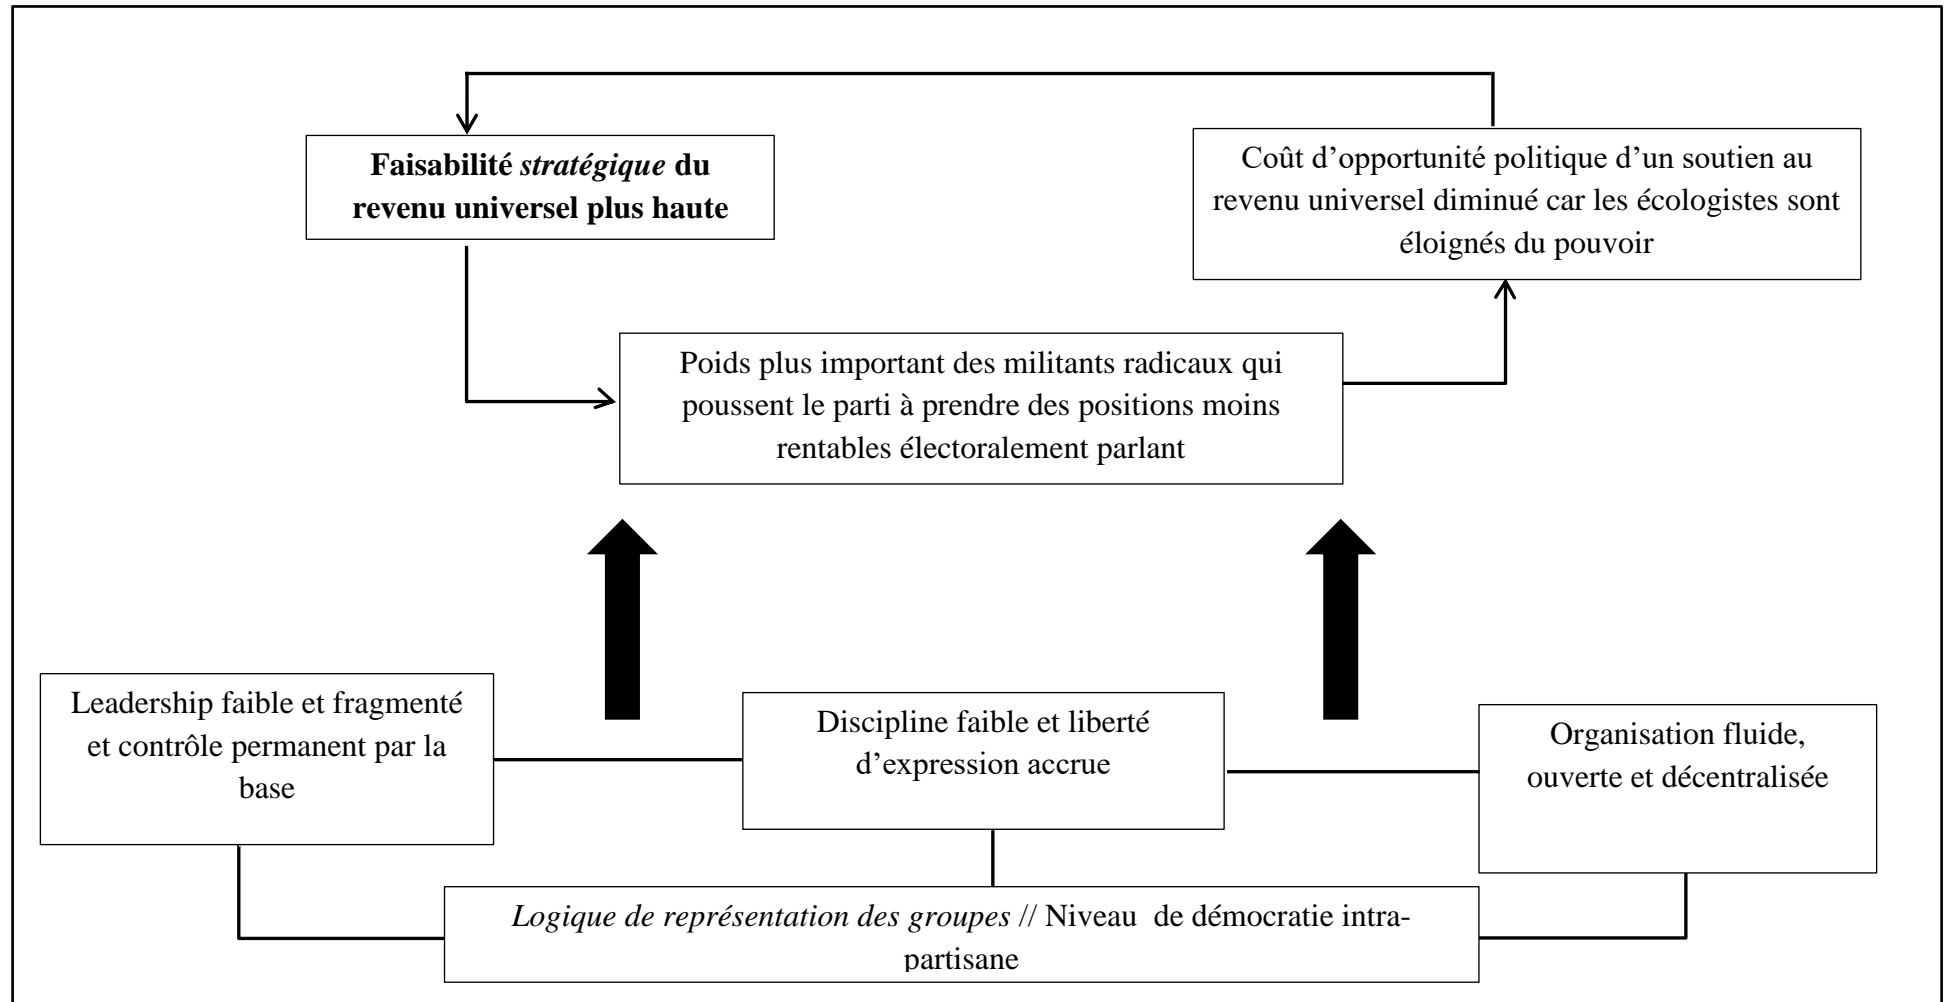 Faisabilité stratégique du
revenu universel plus haute
Coût d’opportunité politique d’un soutien au
revenu universel diminué car les écologistes sont
éloignés du pouvoir
Poids plus important des militants radicaux qui
poussent le parti à prendre des positions moins
rentables électoralement parlant
Leadership faible et fragmenté
et contrôle permanent par la
base
Discipline faible et liberté
d’expression accrue
Organisation fluide,
ouverte et décentralisée
Logique de représentation des groupes // Niveau de démocratie intra-
partisane